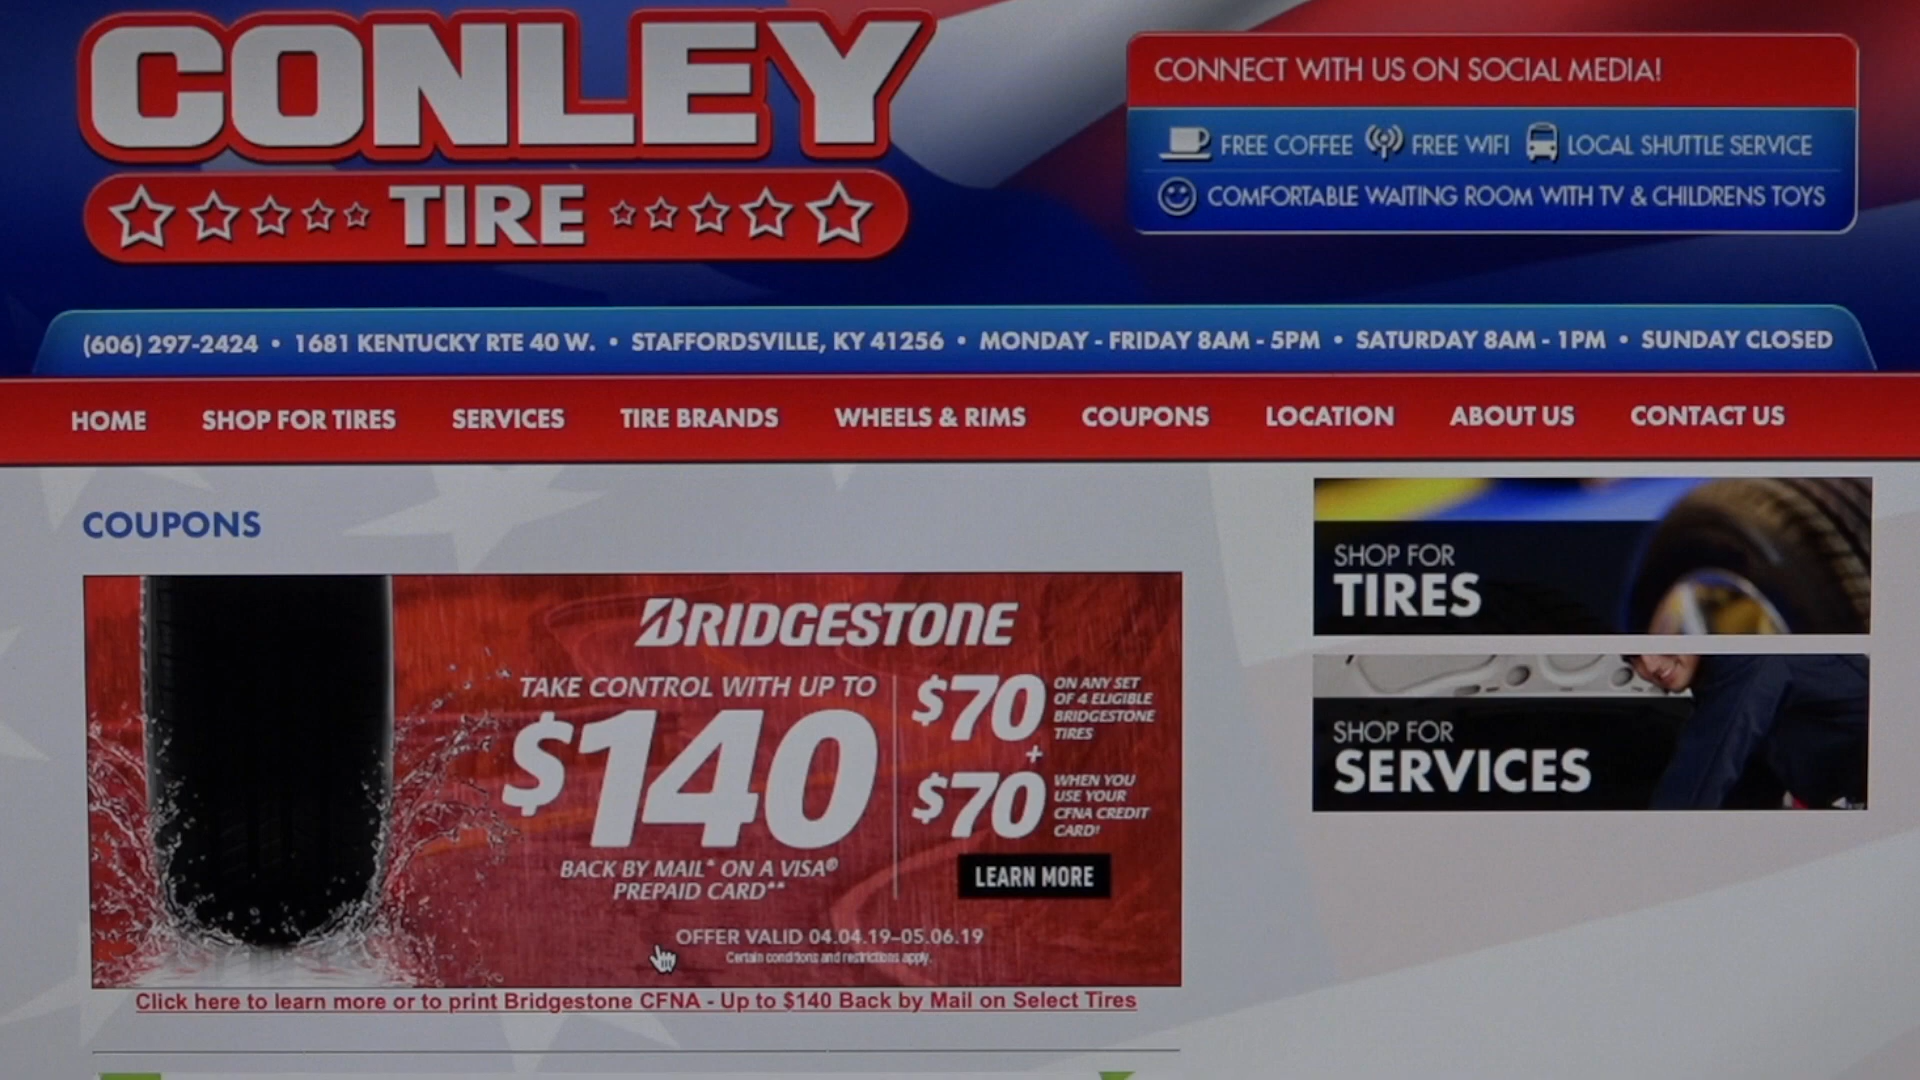 CONLEY
TIRE
CONNECT WITH US ON SOCIAL MEDIA!
FREE COFFEE FREE WIFI LOCAL SHUTTLE SERVICE
COMFORTABLE WAITING ROOM WITH TV & CHILDRENS TOYS
(606) 297-2424 • 1681 KENTUCKY RTE 40 W. • STAFFORDSVILLE, KY 41256 • MONDAY - FRIDAY 8AM - 5PM • SATURDAY 8AM - 1PM • SUNDAY CLOSED
HOME SHOP FOR TIRES SERVICES TIRE BRANDS WHEELS & RIMS COUPONS LOCATION ABOUT US CONTACT US
COUPONS
BRIDGESTONE
TAKE CONTROL WITH UP TO
$140
BACK BY MAIL* ON A VISA®
PREPAID CARD**
$70
ON ANY SET
OF 4 ELIGIBLE
BRIDGESTONE
TIRES
+
$70
WHEN YOU
USE YOUR
CFNA CREDIT
CARD†
LEARN MORE
OFFER VALID 04.04.19–05.06.19
Certain conditions and restrictions apply.
Click here to learn more or to print Bridgestone CFNA - Up to $140 Back by Mail on Select Tires
SHOP FOR
TIRES
SHOP FOR
SERVICES